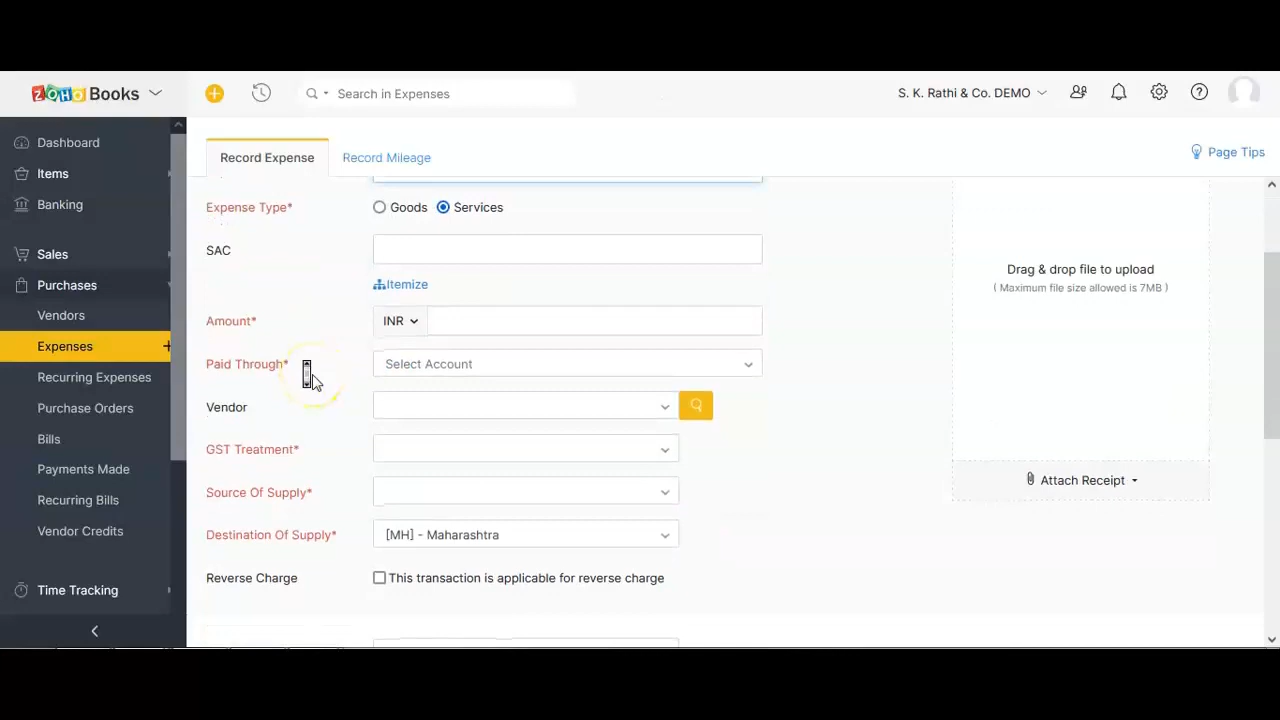 ZOHO Books
Search in Expenses
S. K. Rathi & Co. DEMO
Dashboard
Items
Banking
Sales
Purchases
Vendors
Expenses +
Recurring Expenses
Purchase Orders
Bills
Payments Made
Recurring Bills
Vendor Credits
Time Tracking
Record Expense
Record Mileage
Page Tips
Expense Type*
Goods
Services
SAC
Itemize
Amount*
INR
Paid Through*
Select Account
Vendor
GST Treatment*
Source Of Supply*
Destination Of Supply*
[MH] - Maharashtra
Reverse Charge
This transaction is applicable for reverse charge
Drag & drop file to upload
( Maximum file size allowed is 7MB )
Attach Receipt